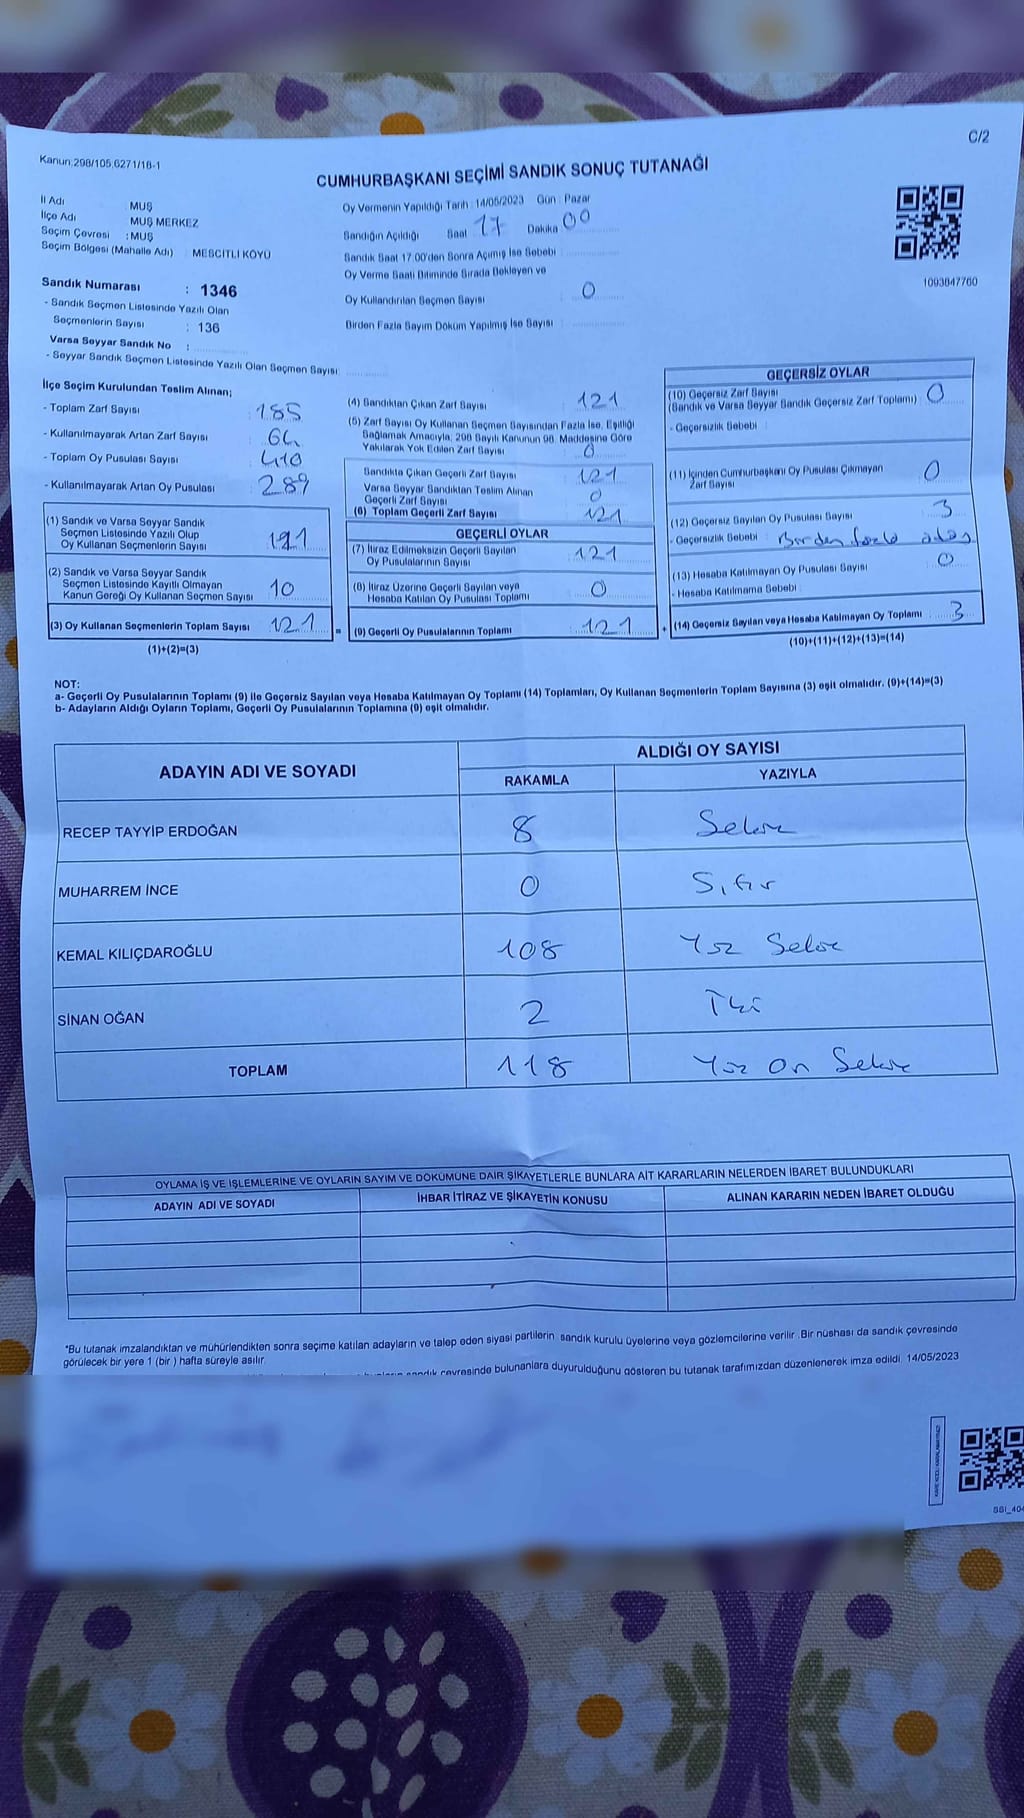 C/2
Kanun:298/105,6271/18-1
CUMHURBAŞKANI SEÇİMİ SANDIK SONUÇ TUTANAĞI
İl Adı MUŞ
İlçe Adı MUŞ MERKEZ
Seçim Çevresi : MUŞ
Seçim Bölgesi (Mahalle Adı) MESCITLI KÖYÜ
Sandık Numarası : 1346
- Sandık Seçmen Listesinde Yazılı Olan
Seçmenlerin Sayısı : 136
Varsa Seyyar Sandık No :
- Seyyar Sandık Seçmen Listesinde Yazılı Olan Seçmen Sayısı
Oy Vermenin Yapıldığı Tarih : 14/05/2023 Gün : Pazar
Sandığın Açıldığı Saat 17 Dakika 00
Sandık Saat 17.00'den Sonra Açımış İse Sebebi
Oy Verme Saati Bitiminde Sırada Bekleyen ve
Oy Kullandırılan Seçmen Sayısı 0
Birden Fazla Sayım Döküm Yapılmış İse Sayısı
1093847760
İlçe Seçim Kurulundan Teslim Alınan;
- Toplam Zarf Sayısı 185
- Kullanılmayarak Artan Zarf Sayısı 64
- Toplam Oy Pusulası Sayısı 410
- Kullanılmayarak Artan Oy Pusulası 289
(1) Sandık ve Varsa Seyyar Sandık
Seçmen Listesinde Yazılı Olup
Oy Kullanan Seçmenlerin Sayısı 121
(2) Sandık ve Varsa Seyyar Sandık
Seçmen Listesinde Kayıtlı Olmayan
Kanun Gereği Oy Kullanan Seçmen Sayısı 10
(3) Oy Kullanan Seçmenlerin Toplam Sayısı 121 =
(1)+(2)=(3)
(4) Sandıktan Çıkan Zarf Sayısı 121
(5) Zarf Sayısı Oy Kullanan Seçmen Sayısından Fazla İse, Eşitliği
Sağlamak Amacıyla, 298 Sayılı Kanunun 98. Maddesine Göre
Yakılarak Yok Edilen Zarf Sayısı 0
Sandıkta Çıkan Geçerli Zarf Sayısı 121
Varsa Seyyar Sandıktan Teslim Alınan
Geçerli Zarf Sayısı 0
(6) Toplam Geçerli Zarf Sayısı 121
GEÇERLİ OYLAR
(7) İtiraz Edilmeksizin Geçerli Sayılan
Oy Pusulalarının Sayısı 121
(8) İtiraz Üzerine Geçerli Sayılan veya
Hesaba Katılan Oy Pusulası Toplamı 0
(9) Geçerli Oy Pusulalarının Toplamı 121 +
GEÇERSİZ OYLAR
(10) Geçersiz Zarf Sayısı
(Sandık ve Varsa Seyyar Sandık Geçersiz Zarf Toplamı) 0
- Geçersizlik Sebebi :
(11) İçinden Cumhurbaşkanı Oy Pusulası Çıkmayan
Zarf Sayısı 0
(12) Geçersiz Sayılan Oy Pusulası Sayısı 3
- Geçersizlik Sebebi : Birden fazla
(13) Hesaba Katılmayan Oy Pusulası Sayısı 0
- Hesaba Katılmama Sebebi :
(14) Geçersiz Sayılan veya Hesaba Katılmayan Oy Toplamı 3
(10)+(11)+(12)+(13)=(14)
NOT:
a- Geçerli Oy Pusulalarının Toplamı (9) ile Geçersiz Sayılan veya Hesaba Katılmayan Oy Toplamı (14) Toplamları, Oy Kullanan Seçmenlerin Toplam Sayısına (3) eşit olmalıdır. (9)+(14)=(3)
b- Adayların Aldığı Oyların Toplamı, Geçerli Oy Pusulalarının Toplamına (9) eşit olmalıdır.
ADAYIN ADI VE SOYADI
ALDIĞI OY SAYISI
RAKAMLA YAZIYLA
RECEP TAYYİP ERDOĞAN 8 Sekiz
MUHARREM İNCE 0 Sıfır
KEMAL KILIÇDAROĞLU 108 Yüz Sekiz
SİNAN OĞAN 2 İki
TOPLAM 118 Yüz On Sekiz
OYLAMA İŞ VE İŞLEMLERİNE VE OYLARIN SAYIM VE DÖKÜMÜNE DAİR ŞİKAYETLERLE BUNLARA AİT KARARLARIN NELERDEN İBARET BULUNDUKLARI
ADAYIN ADI VE SOYADI İHBAR İTİRAZ VE ŞİKAYETİN KONUSU ALINAN KARARIN NEDEN İBARET OLDUĞU
*Bu tutanak imzalandıktan ve mühürlendikten sonra seçime katılan adayların ve talep eden siyasi partilerin sandık kurulu üyelerine veya gözlemcilerine verilir .Bir nüshası da sandık çevresinde
görülecek bir yere 1 (bir ) hafta süreyle asılır.
sandık çevresinde bulunanlara duyurulduğunu gösteren bu tutanak tarafımızdan düzenlenerek imza edildi. 14/05/2023